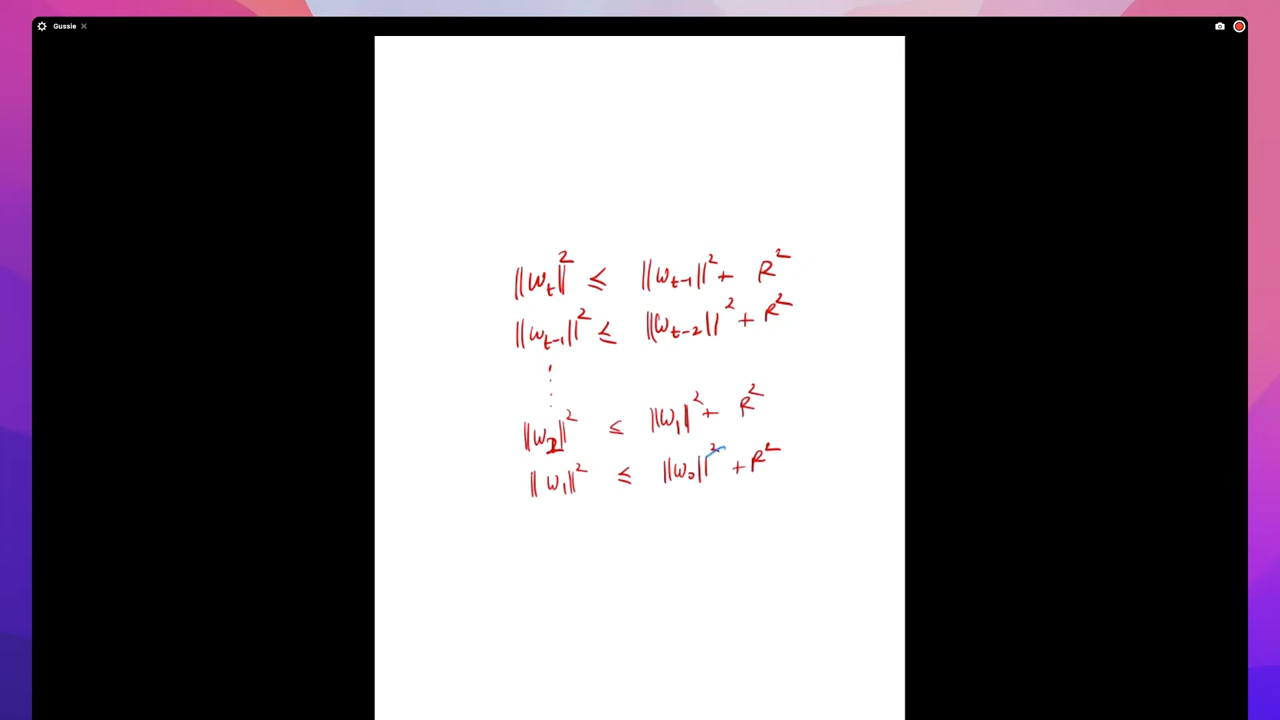 Gussie
||w_t||² ≤ ||w_{t-1}||² + R²
||w_{t-1}||² ≤ ||w_{t-2}||² + R²
⋮
||w_2||² ≤ ||w_1||² + R²
||w_1||² ≤ ||w_0||² + R²